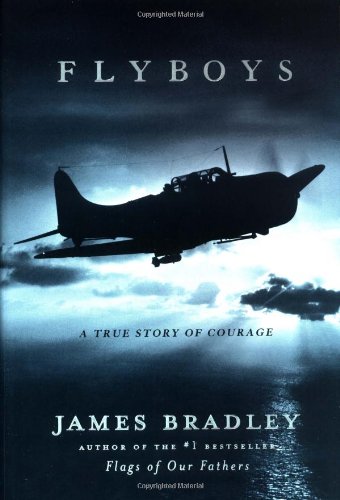 FLYBOYS
A TRUE STORY OF COURAGE
JAMES BRADLEY
AUTHOR OF THE #1 BESTSELLER
Flags of Our Fathers